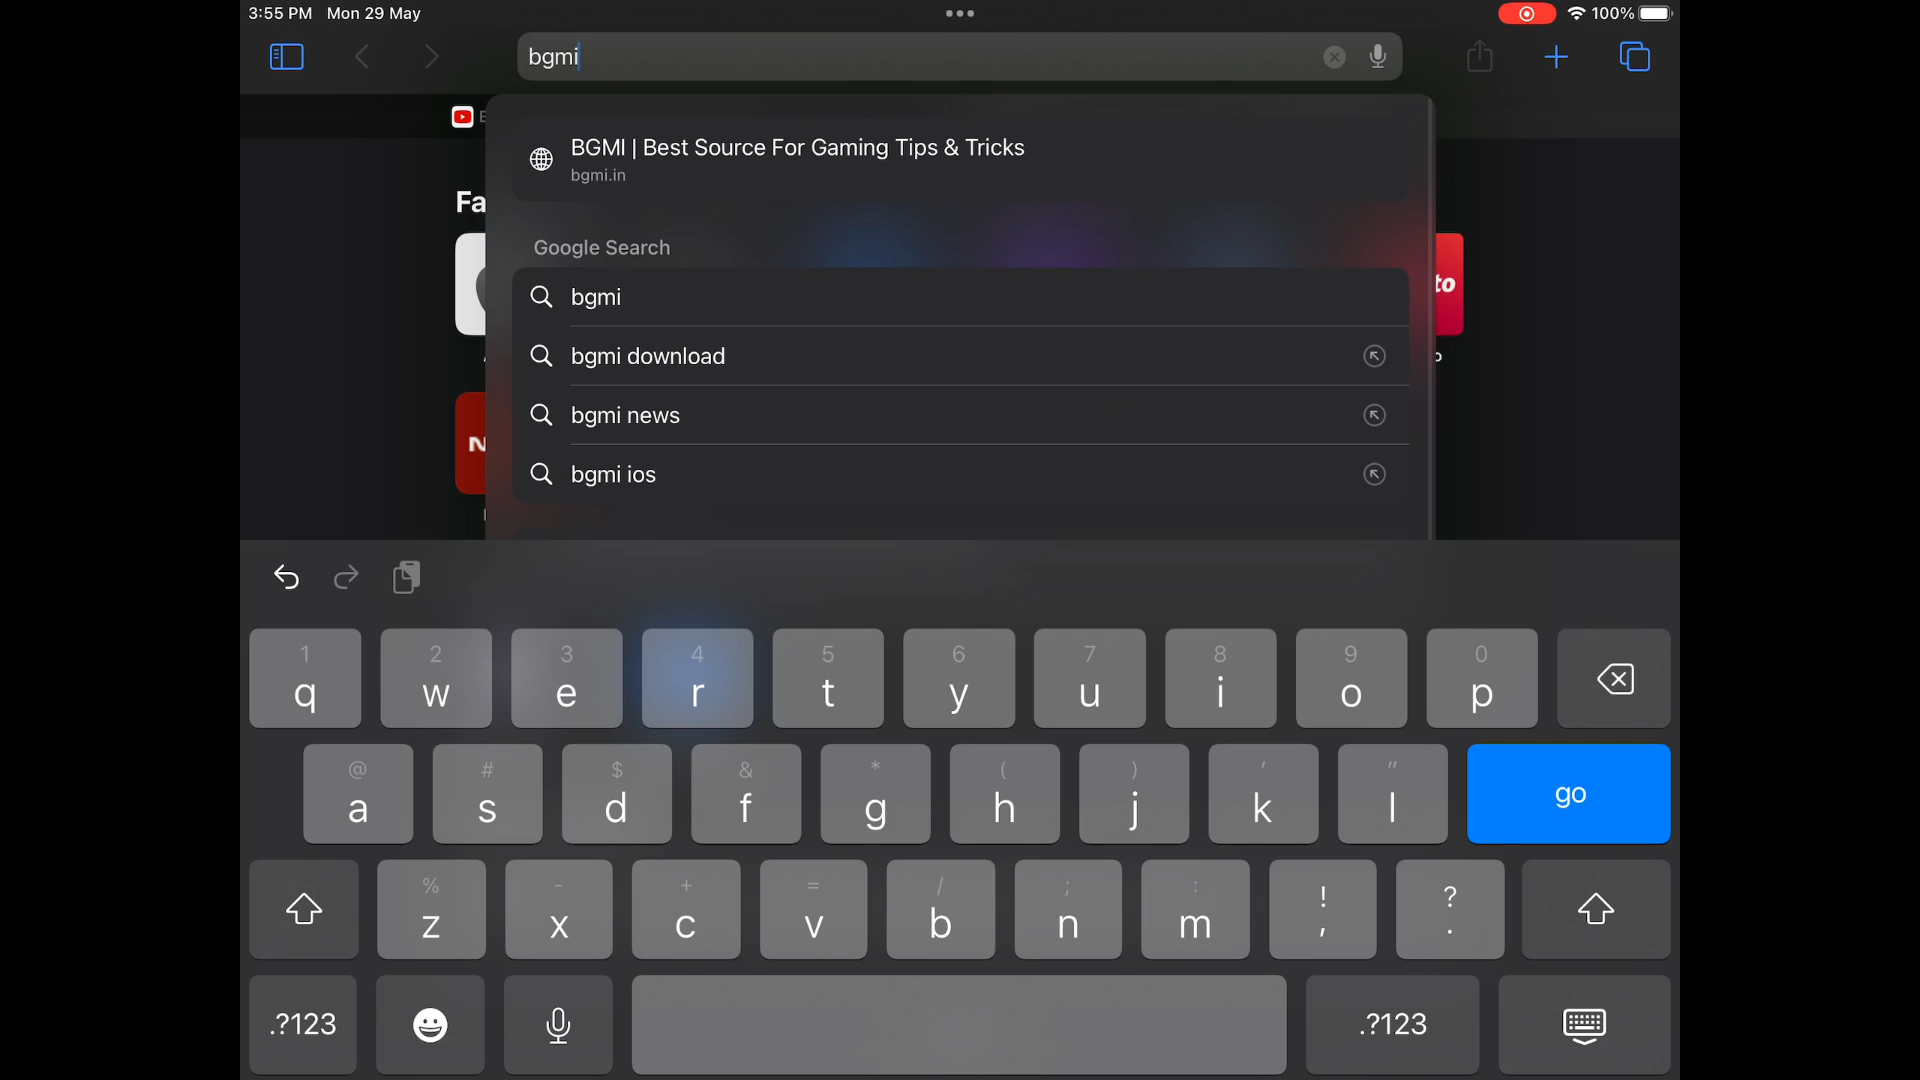 3:55 PM Mon 29 May
100%
bgmi
BGMI | Best Source For Gaming Tips & Tricks
bgmi.in
Fa
Google Search
bgmi
to
bgmi download
bgmi news
N
bgmi ios
1 2 3 4 5 6 7 8 9 0
q w e r t y u i o p
@ # $ & * ( ) ' "
a s d f g h j k l go
% - + = / ; : ! ?
z x c v b n m , .
.?123 .?123